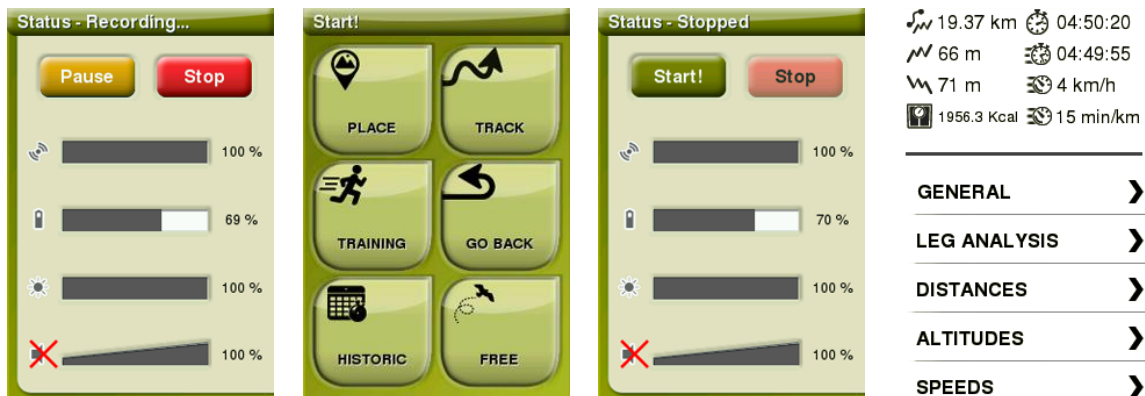 Status - Recording...
Pause
Stop
100 %
69 %
100 %
100 %
Start!
PLACE
TRACK
TRAINING
GO BACK
HISTORIC
FREE
Status - Stopped
Start!
Stop
100 %
70 %
100 %
100 %
19.37 km 04:50:20
66 m 04:49:55
71 m 4 km/h
1956.3 Kcal 15 min/km
GENERAL
LEG ANALYSIS
DISTANCES
ALTITUDES
SPEEDS